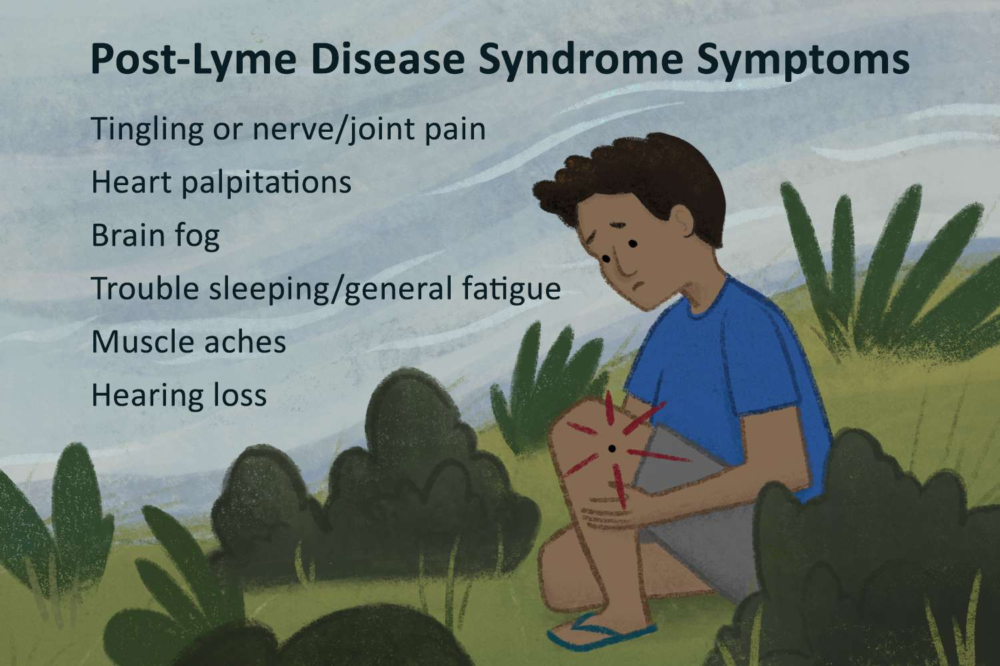 Post-Lyme Disease Syndrome Symptoms
Tingling or nerve/joint pain
Heart palpitations
Brain fog
Trouble sleeping/general fatigue
Muscle aches
Hearing loss